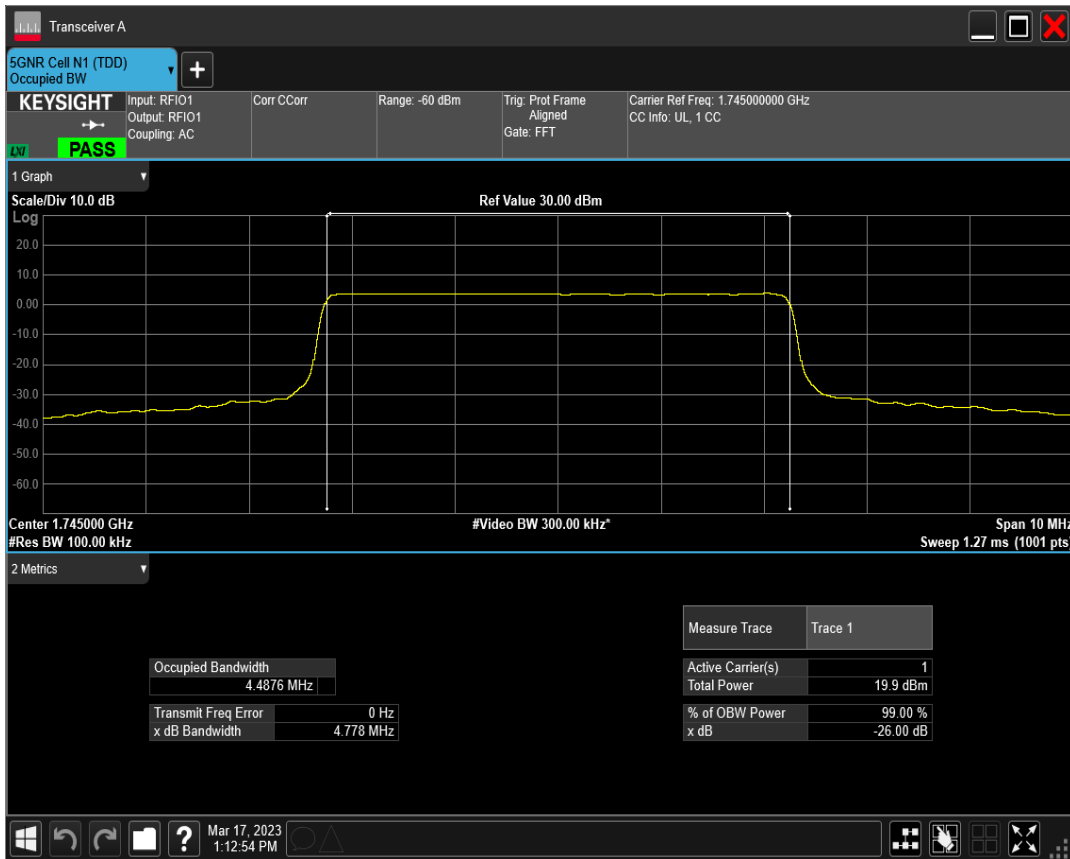 Transceiver A
5GNR Cell N1 (TDD)
Occupied BW
+
KEYSIGHT
LXI
PASS
Input: RFIO1
Output: RFIO1
Coupling: AC
Corr CCorr
Range: -60 dBm
Trig: Prot Frame
Aligned
Gate: FFT
Carrier Ref Freq: 1.745000000 GHz
CC Info: UL, 1 CC
1 Graph
Scale/Div 10.0 dB
Ref Value 30.00 dBm
Log
20.0
10.0
0.00
-10.0
-20.0
-30.0
-40.0
-50.0
-60.0
Center 1.745000 GHz
#Video BW 300.00 kHz*
Span 10 MHz
#Res BW 100.00 kHz
Sweep 1.27 ms (1001 pts)
2 Metrics
Measure Trace Trace 1
Occupied Bandwidth
4.4876 MHz
Active Carrier(s) 1
Total Power 19.9 dBm
Transmit Freq Error 0 Hz
x dB Bandwidth 4.778 MHz
% of OBW Power 99.00 %
x dB -26.00 dB
?
Mar 17, 2023
1:12:54 PM